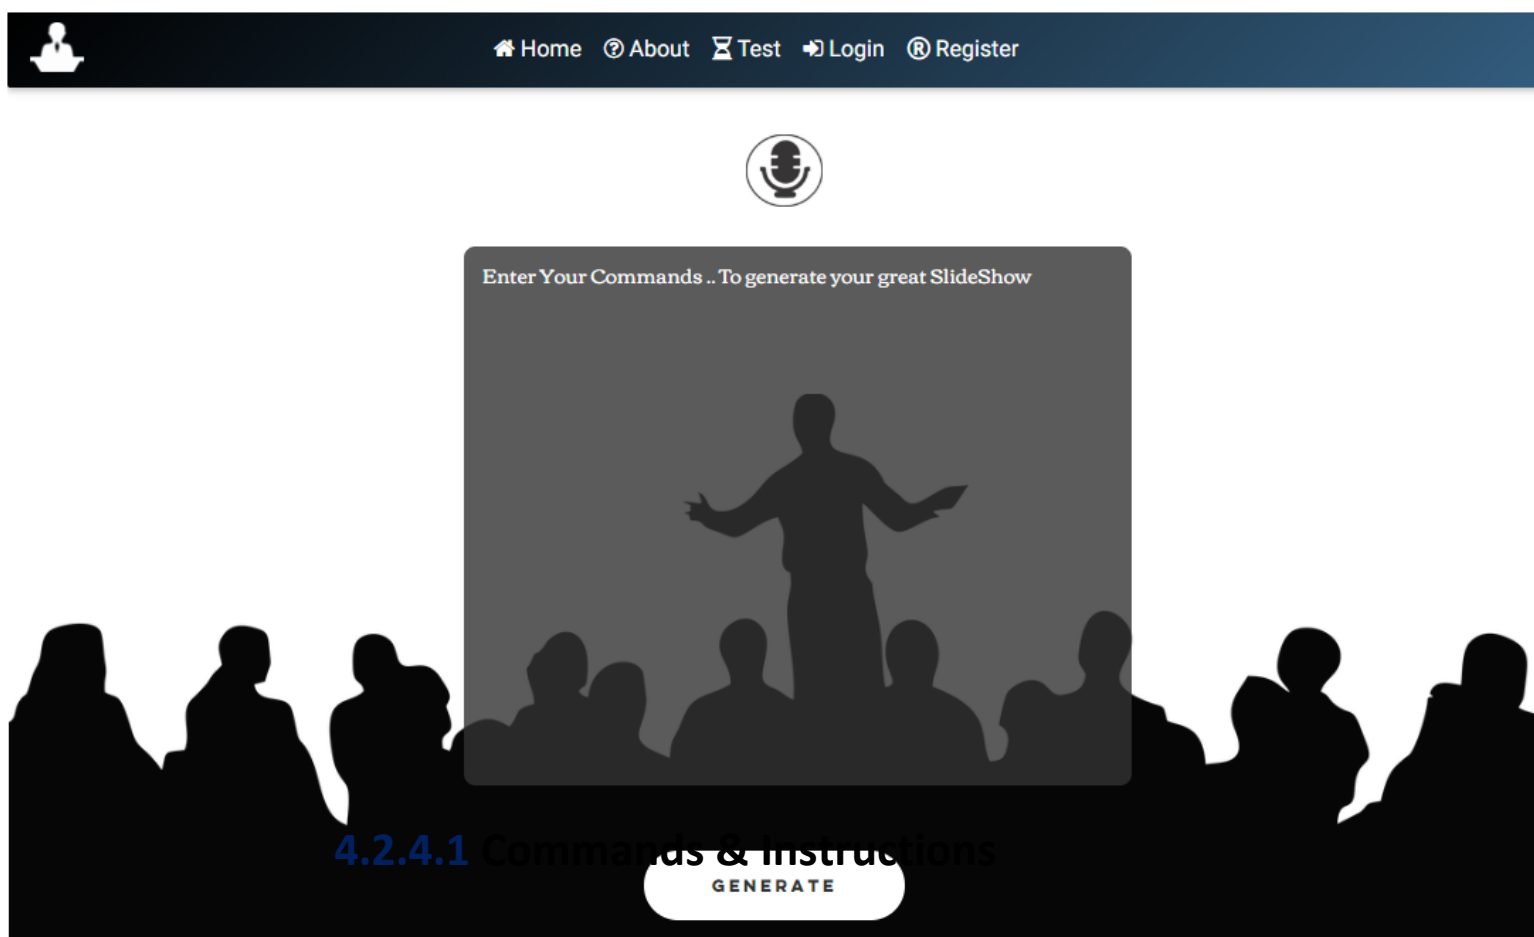 Home About Test Login Register
Enter Your Commands .. To generate your great SlideShow
4.2.4.1 Commands & Instructions
GENERATE